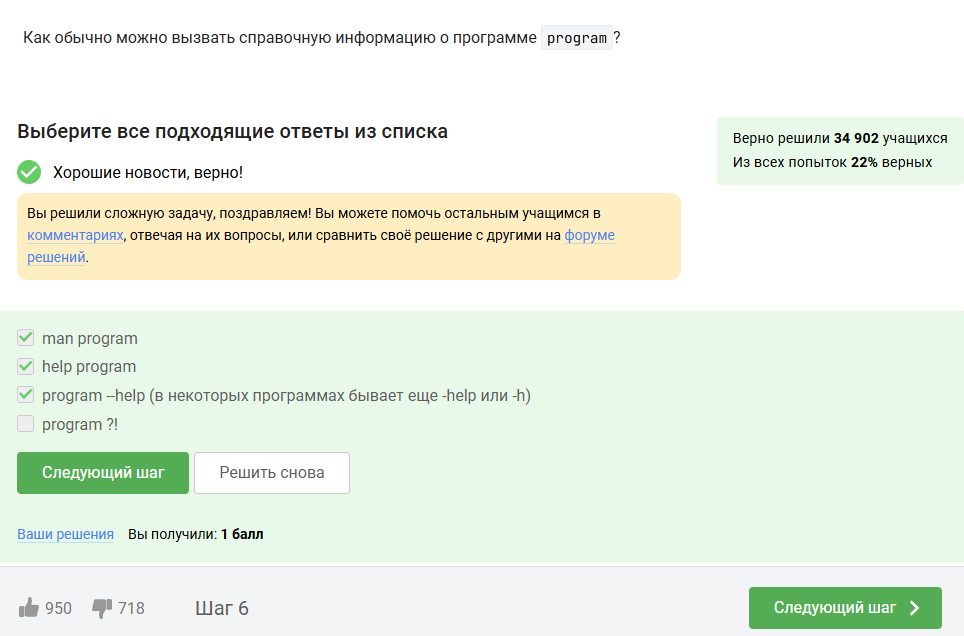 Как обычно можно вызвать справочную информацию о программе program?
Выберите все подходящие ответы из списка
Верно решили 34 902 учащихся
Из всех попыток 22% верных
Хорошие новости, верно!
Вы решили сложную задачу, поздравляем! Вы можете помочь остальным учащимся в
комментариях, отвечая на их вопросы, или сравнить своё решение с другими на форуме
решений.
man program
help program
program --help (в некоторых программах бывает еще -help или -h)
program ?!
Следующий шаг
Решить снова
Ваши решения Вы получили: 1 балл
950 718 Шаг 6 Следующий шаг